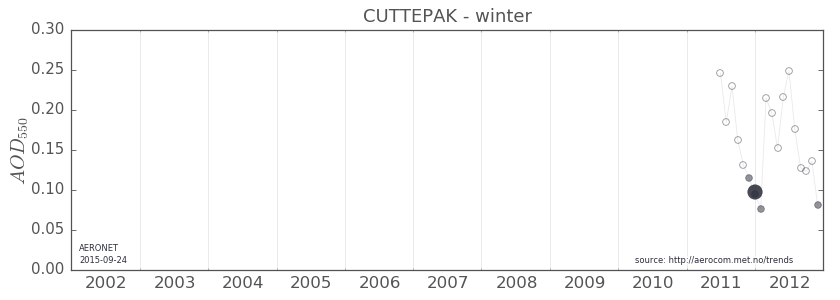 CUTTEPAK - winter
0.30
0.25
0.20
0.15
0.10
0.05
0.00
AOD550
AERONET
2015-09-24
source: http://aerocom.met.no/trends
2002 2003 2004 2005 2006 2007 2008 2009 2010 2011 2012